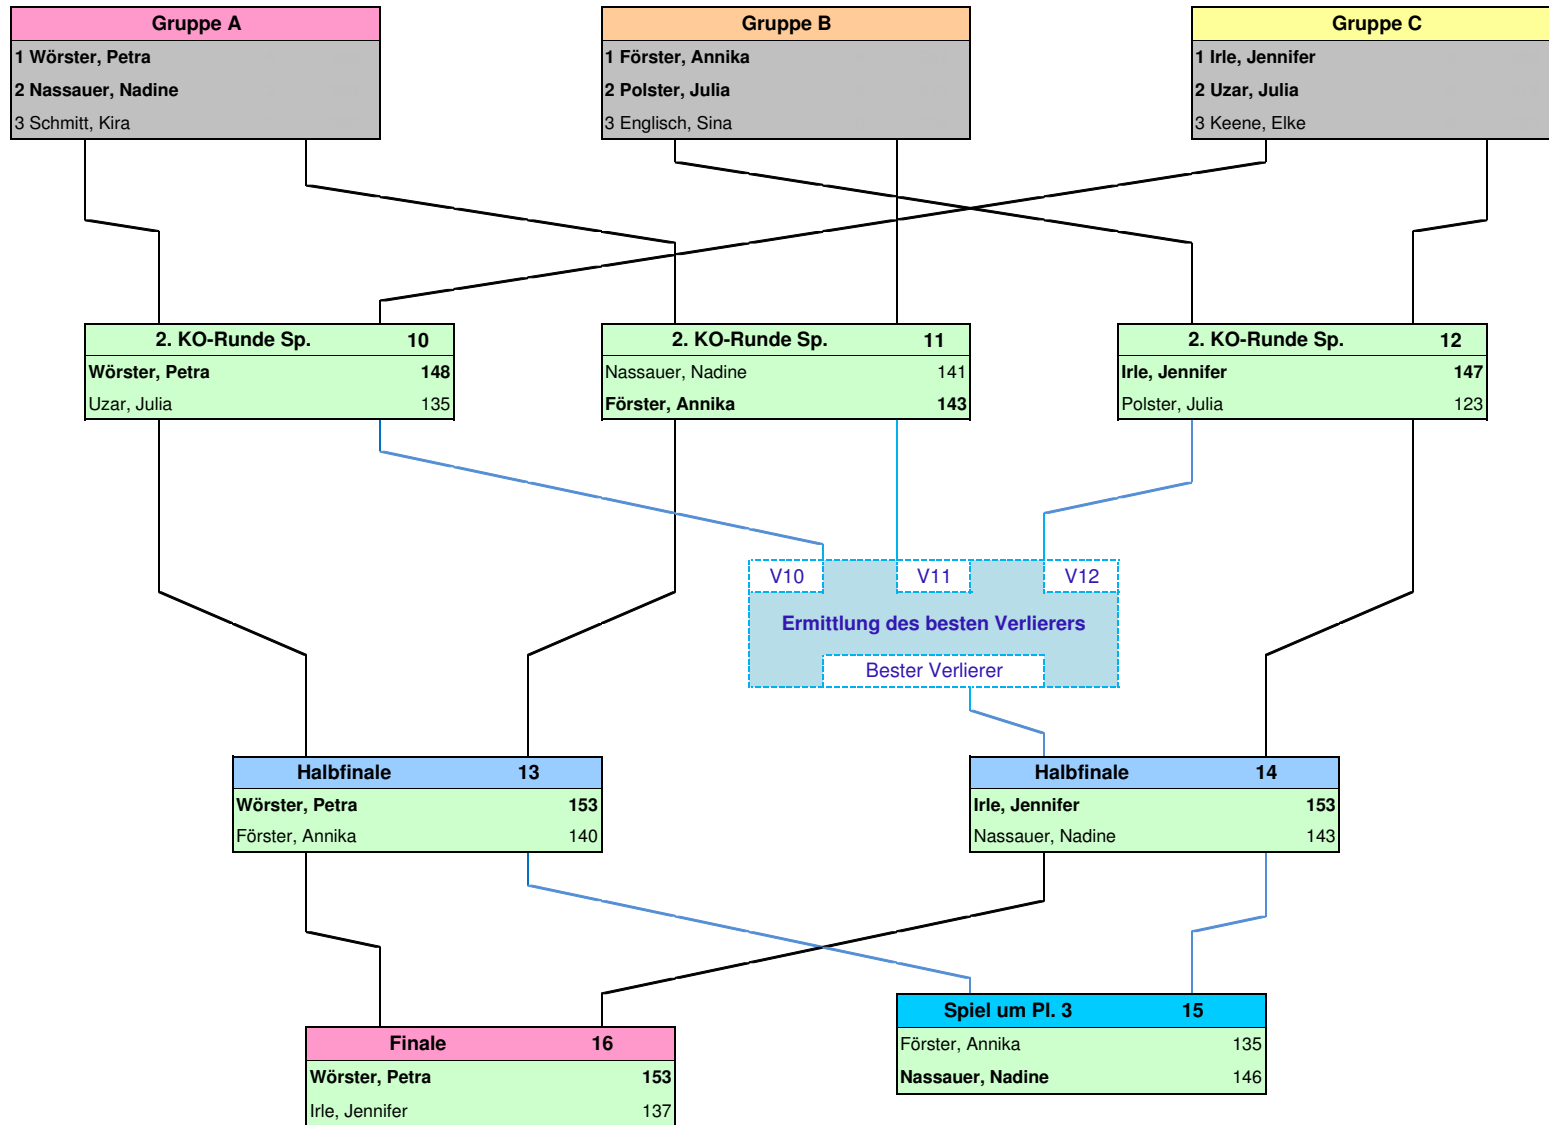 Gruppe A
1 Wörster, Petra
2 Nassauer, Nadine
3 Schmitt, Kira
Gruppe B
1 Förster, Annika
2 Polster, Julia
3 Englisch, Sina
Gruppe C
1 Irle, Jennifer
2 Uzar, Julia
3 Keene, Elke
2. KO-Runde Sp. 10
Wörster, Petra 148
Uzar, Julia 135
2. KO-Runde Sp. 11
Nassauer, Nadine 141
Förster, Annika 143
2. KO-Runde Sp. 12
Irle, Jennifer 147
Polster, Julia 123
V10 V11 V12
Ermittlung des besten Verlierers
Bester Verlierer
Halbfinale 13
Wörster, Petra 153
Förster, Annika 140
Halbfinale 14
Irle, Jennifer 153
Nassauer, Nadine 143
Spiel um Pl. 3 15
Förster, Annika 135
Nassauer, Nadine 146
Finale 16
Wörster, Petra 153
Irle, Jennifer 137